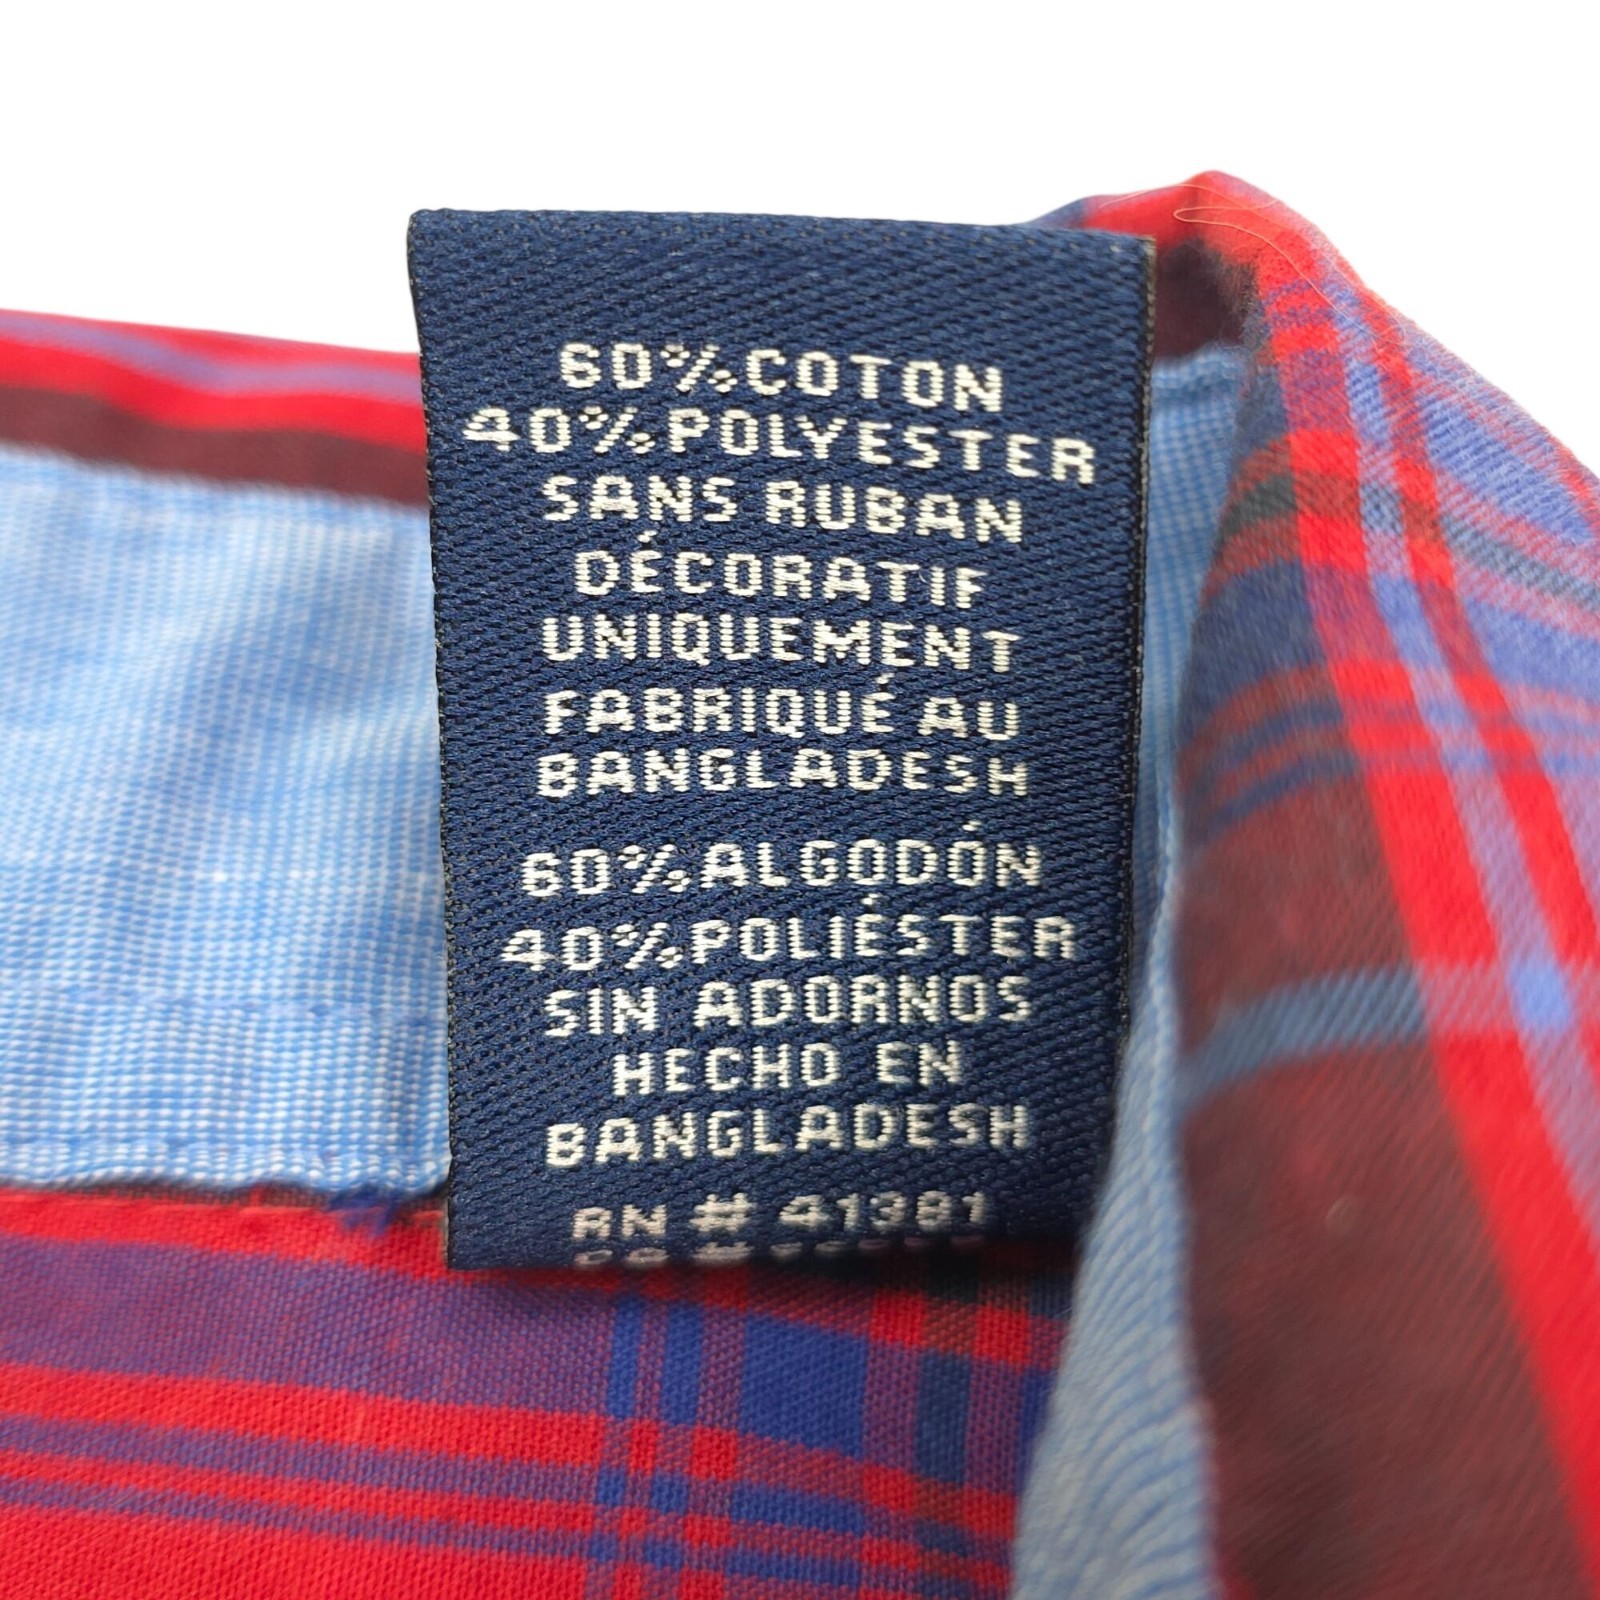 60% COTON
40% POLYESTER
SANS RUBAN
DÉCORATIF
UNIQUEMENT
FABRIQUÉ AU
BANGLADESH
60% ALGODÓN
40% POLIÉSTER
SIN ADORNOS
HECHO EN
BANGLADESH
RN # 41381